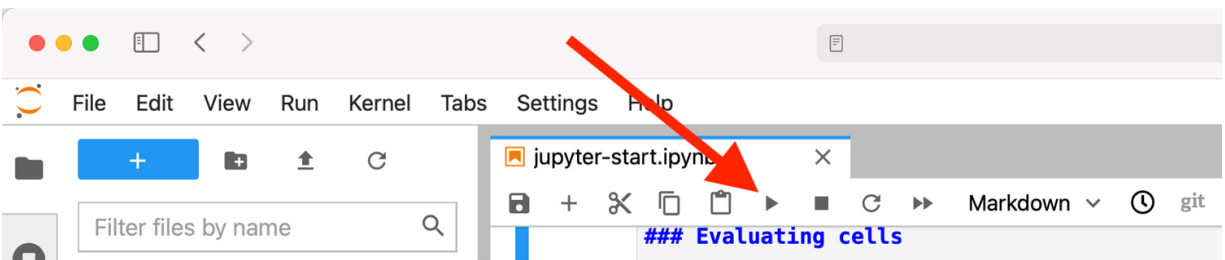 File Edit View Run Kernel Tabs Settings Help
jupyter-start.ipynb
Markdown git
Filter files by name
### Evaluating cells